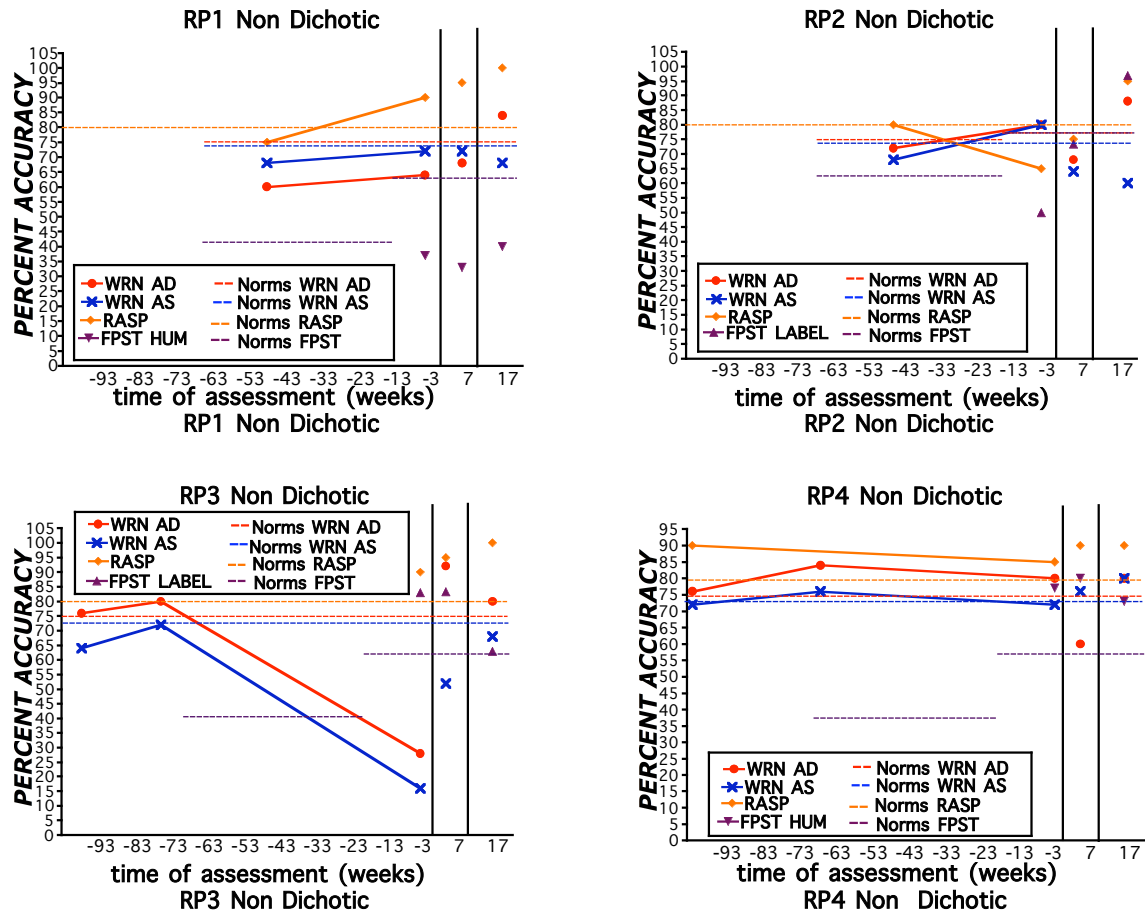 RP1 Non Dichotic
PERCENT ACCURACY
105
100
95
90
85
80
75
70
65
60
55
50
45
40
35
30
25
20
15
10
5
0
WRN AD
WRN AS
RASP
FPST HUM
Norms WRN AD
Norms WRN AS
Norms RASP
Norms FPST
-93 -83 -73 -63 -53 -43 -33 -23 -13 -3 7 17
time of assessment (weeks)
RP1 Non Dichotic
RP2 Non Dichotic
PERCENT ACCURACY
105
100
95
90
85
80
75
70
65
60
55
50
45
40
35
30
25
20
15
10
5
0
WRN AD
WRN AS
RASP
FPST LABEL
Norms WRN AD
Norms WRN AS
Norms RASP
Norms FPST
-93 -83 -73 -63 -53 -43 -33 -23 -13 -3 7 17
time of assessment (weeks)
RP2 Non Dichotic
RP3 Non Dichotic
PERCENT ACCURACY
105
100
95
90
85
80
75
70
65
60
55
50
45
40
35
30
25
20
15
10
5
0
WRN AD
WRN AS
RASP
FPST LABEL
Norms WRN AD
Norms WRN AS
Norms RASP
Norms FPST
-93 -83 -73 -63 -53 -43 -33 -23 -13 -3 7 17
time of assessment (weeks)
RP3 Non Dichotic
RP4 Non Dichotic
PERCENT ACCURACY
95
90
85
80
75
70
65
60
55
50
45
40
35
30
25
20
15
10
5
0
WRN AD
WRN AS
RASP
FPST HUM
Norms WRN AD
Norms WRN AS
Norms RASP
Norms FPST
-93 -83 -73 -63 -53 -43 -33 -23 -13 -3 7 17
time of assessment (weeks)
RP4 Non Dichotic